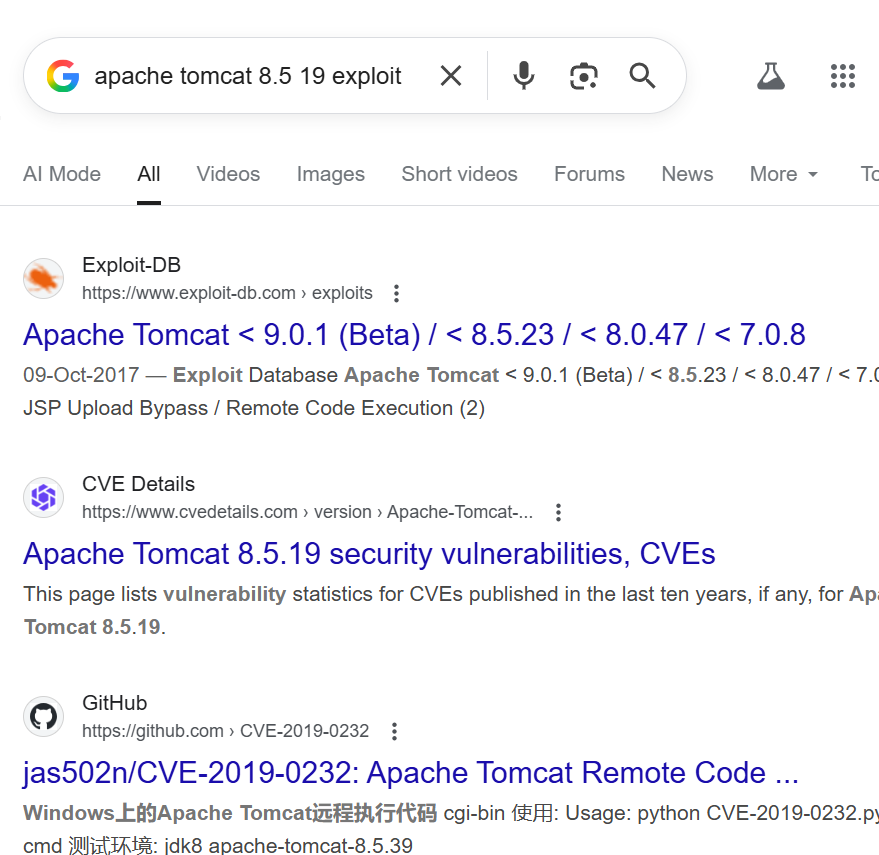 apache tomcat 8.5 19 exploit
AI Mode All Videos Images Short videos Forums News More
Exploit-DB
https://www.exploit-db.com › exploits
Apache Tomcat < 9.0.1 (Beta) / < 8.5.23 / < 8.0.47 / < 7.0.8
09-Oct-2017 — Exploit Database Apache Tomcat < 9.0.1 (Beta) / < 8.5.23 / < 8.0.47 / < 7.0
JSP Upload Bypass / Remote Code Execution (2)
CVE Details
https://www.cvedetails.com › version › Apache-Tomcat-...
Apache Tomcat 8.5.19 security vulnerabilities, CVEs
This page lists vulnerability statistics for CVEs published in the last ten years, if any, for
Tomcat 8.5.19.
GitHub
https://github.com › CVE-2019-0232
jas502n/CVE-2019-0232: Apache Tomcat Remote Code ...
Windows上的Apache Tomcat远程执行代码 cgi-bin 使用: Usage: python CVE-2019-0232.py
cmd 测试环境: jdk8 apache-tomcat-8.5.39